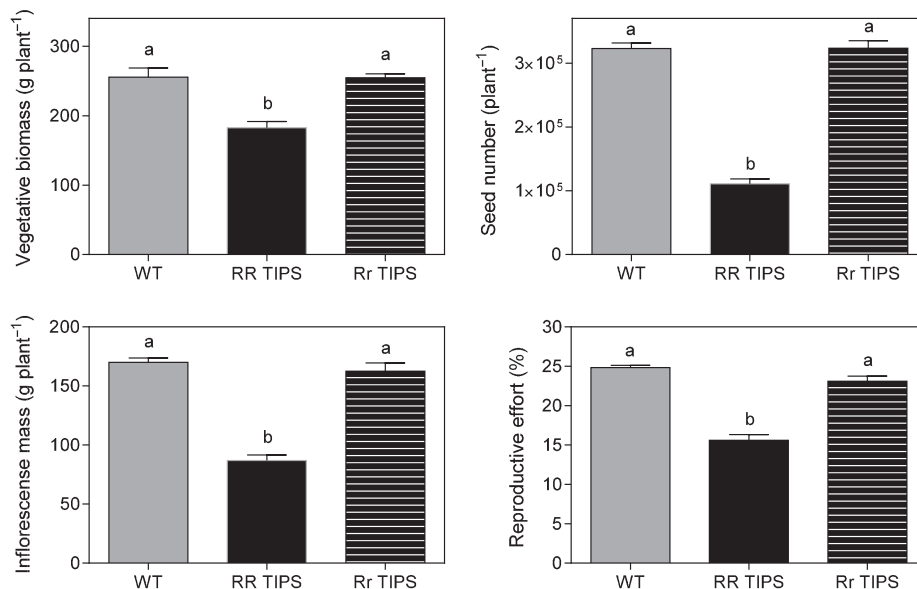 Vegetative biomass (g plant⁻¹)
300
200
100
0
a
b
a
WT
RR TIPS
Rr TIPS
Seed number (plant⁻¹)
3×10⁵
2×10⁵
1×10⁵
0
a
b
a
WT
RR TIPS
Rr TIPS
Inflorescense mass (g plant⁻¹)
200
150
100
50
0
a
b
a
WT
RR TIPS
Rr TIPS
Reproductive effort (%)
30
25
20
15
10
5
0
a
b
a
WT
RR TIPS
Rr TIPS